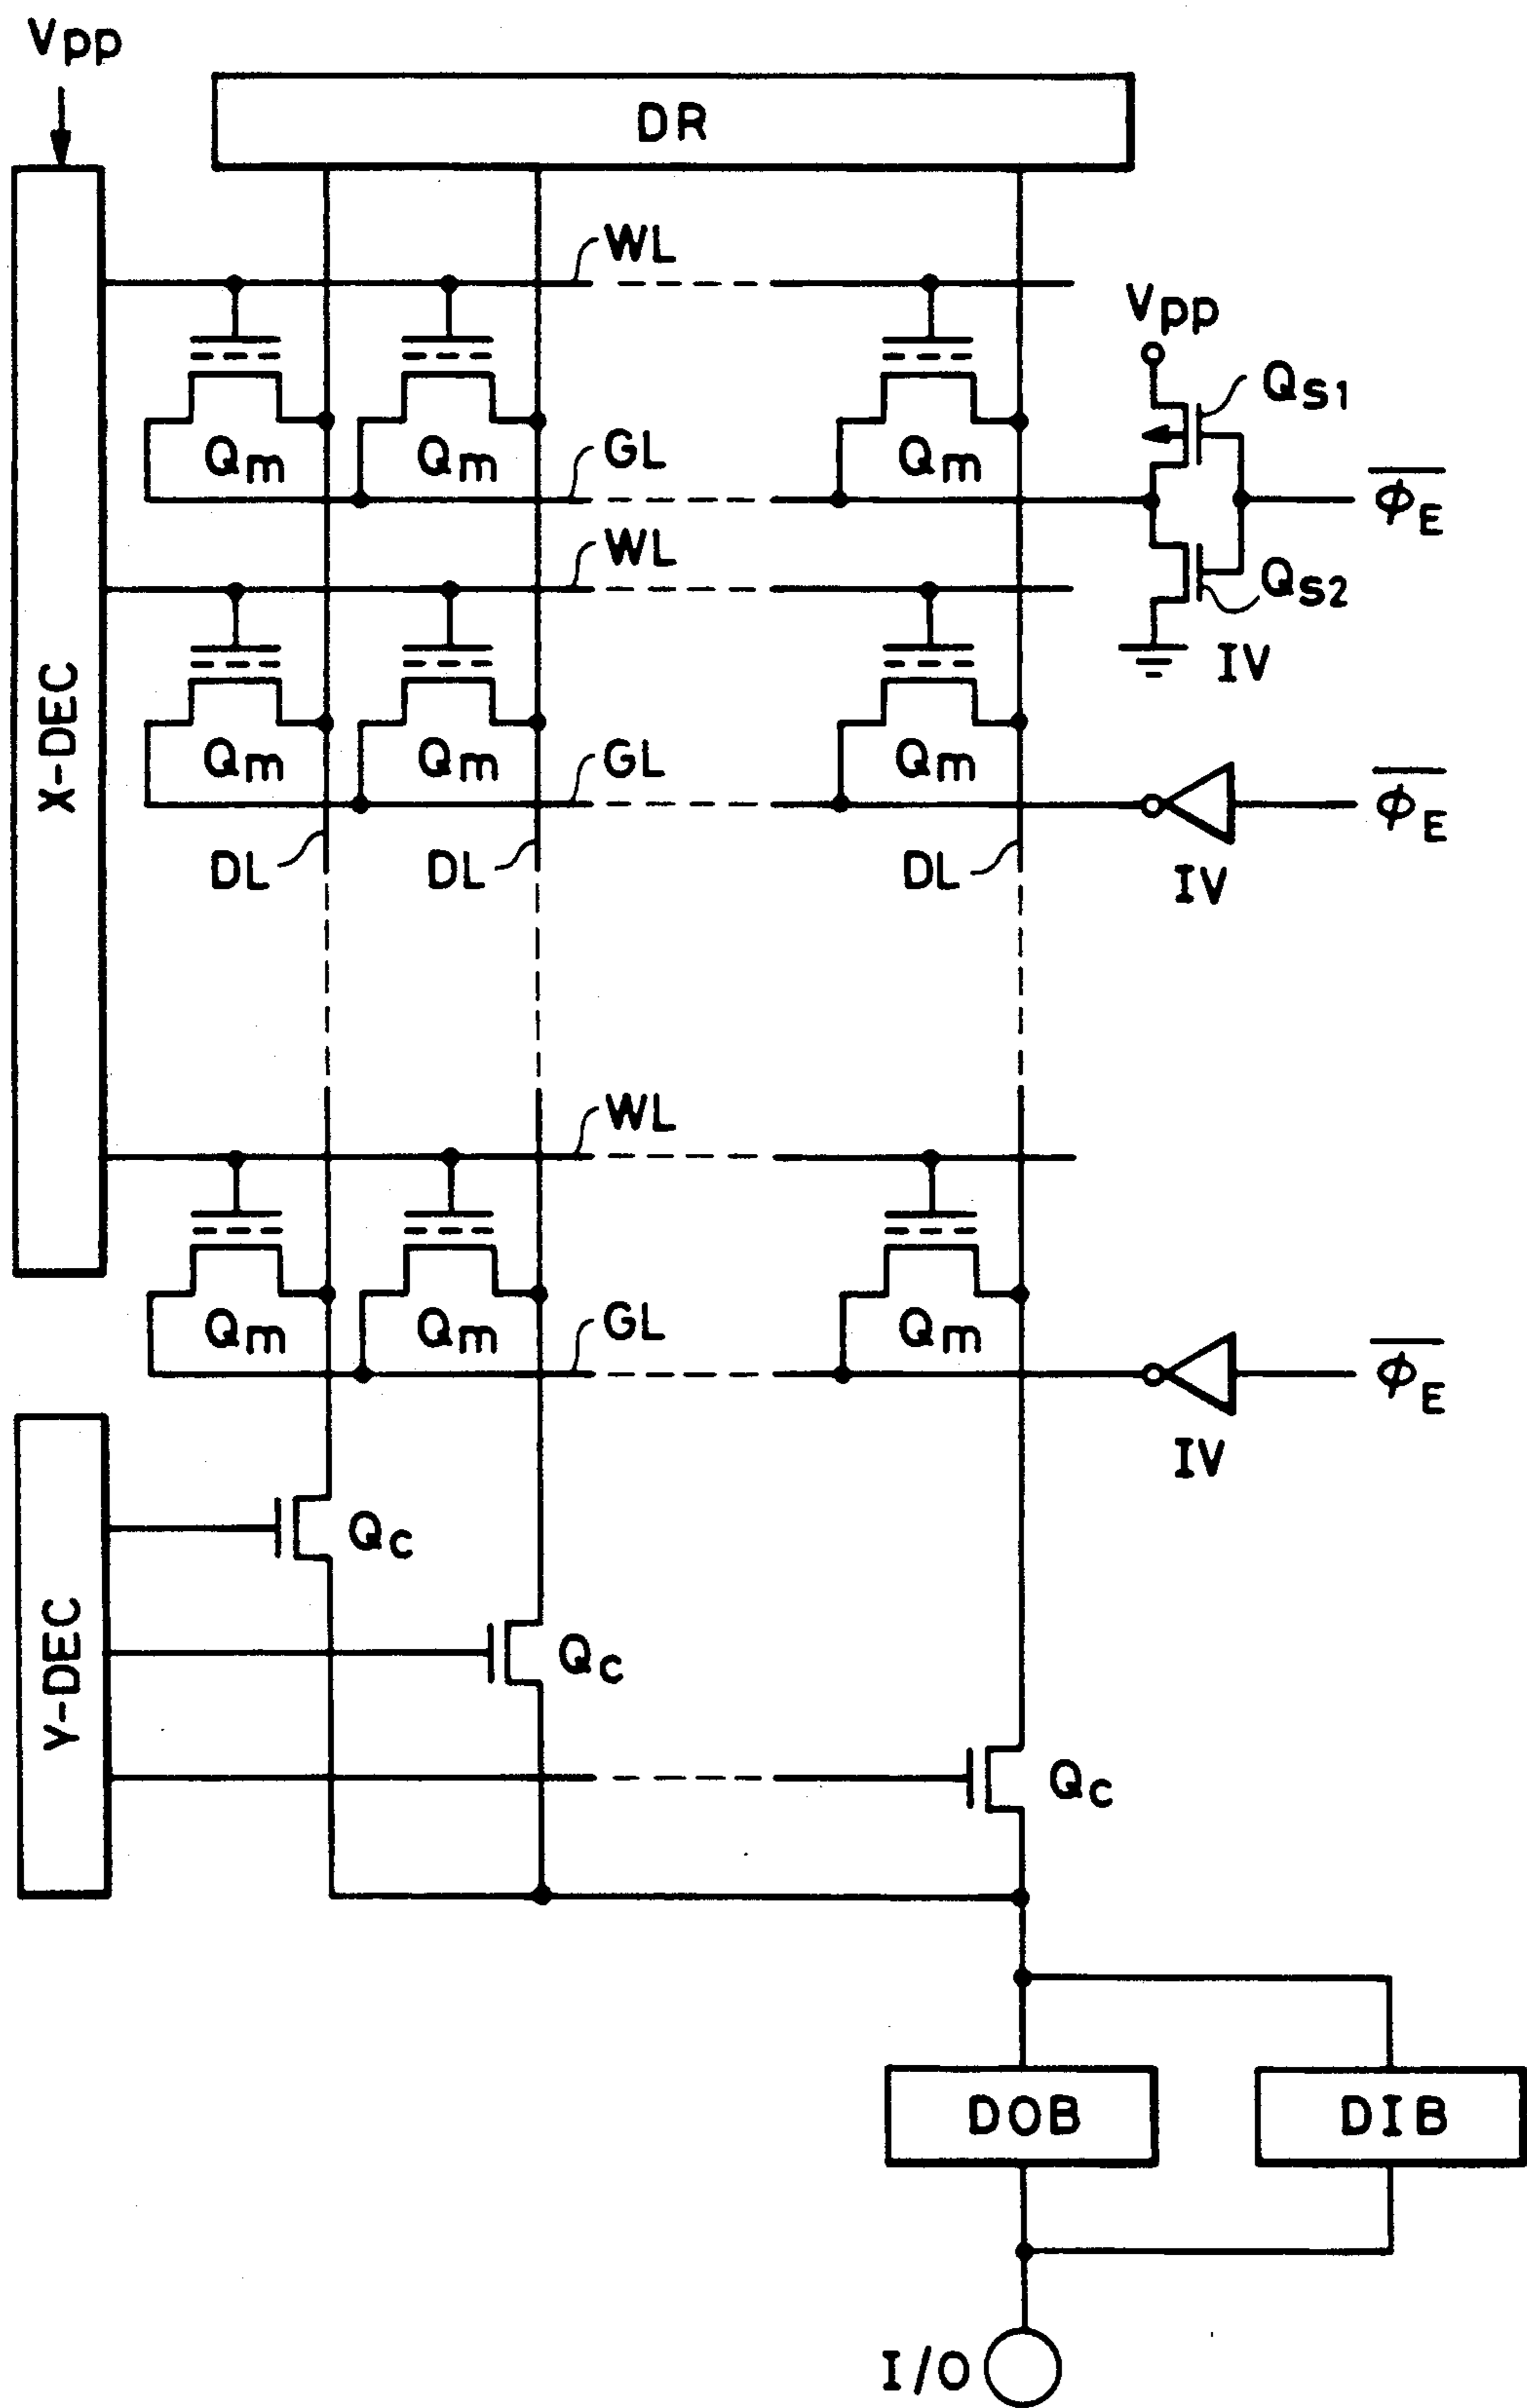 Vpp
DR
WL
Vpp
Qs1
Qm Qm Qm
GL
φE
WL
Qs2
IV
X-DEC
Qm Qm Qm
GL
φE
DL DL DL
IV
WL
Qm Qm Qm
GL
φE
IV
Qc
Y-DEC
Qc
Qc
DOB DIB
I/O